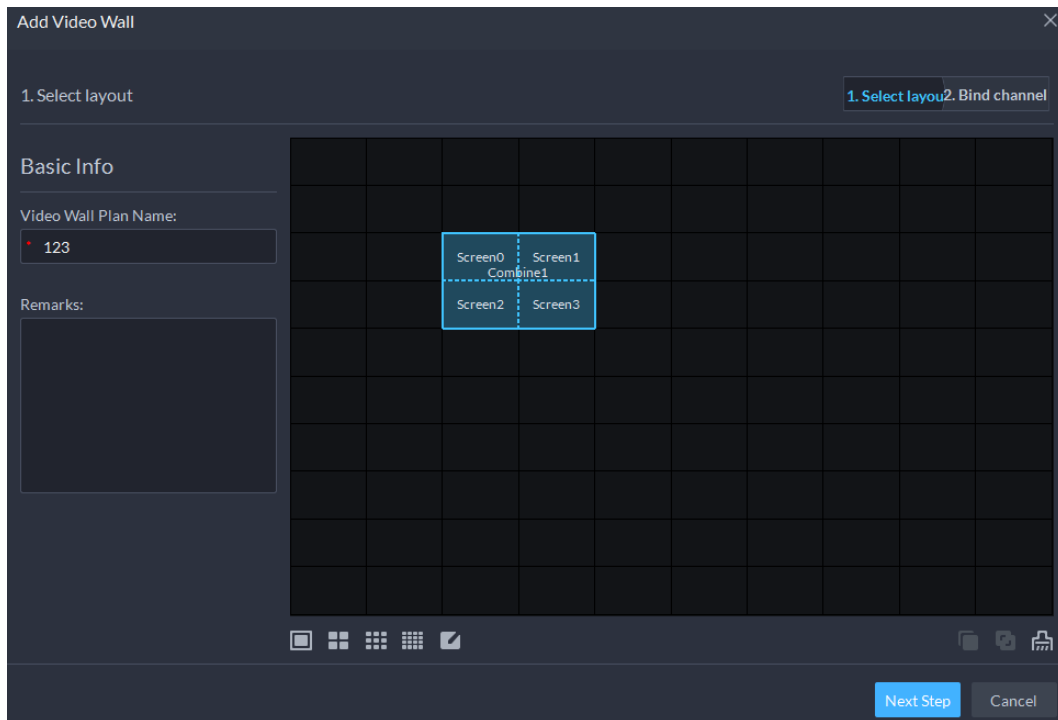 Add Video Wall
1. Select layout
1. Select layou 2. Bind channel
Basic Info
Video Wall Plan Name:
* 123
Remarks:
Screen0 Screen1
Combine1
Screen2 Screen3
Next Step Cancel